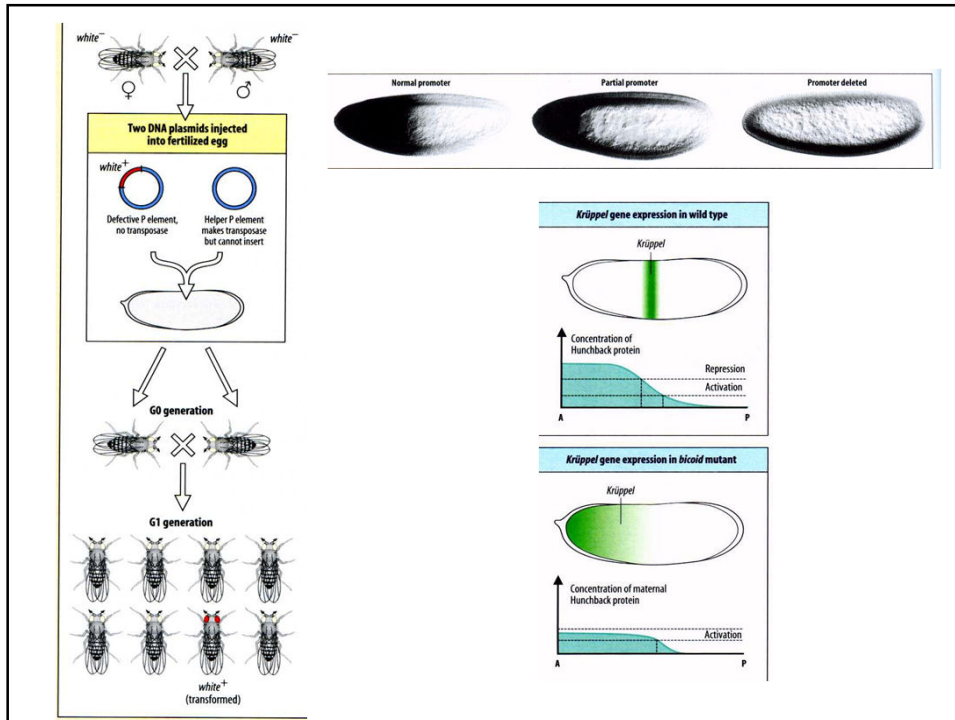 white⁻
white⁻
♀
♂
Two DNA plasmids injected
into fertilized egg
white⁺
Defective P element,
no transposase
Helper P element
makes transposase
but cannot insert
G0 generation
G1 generation
white⁺
(transformed)
Normal promoter
Partial promoter
Promoter deleted
Krüppel gene expression in wild type
Krüppel
Concentration of
Hunchback protein
Repression
Activation
A
P
Krüppel gene expression in bicoid mutant
Krüppel
Concentration of maternal
Hunchback protein
Activation
A
P